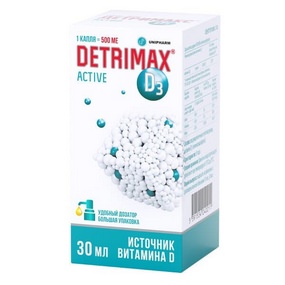 UNIPHARM
1 КАПЛЯ = 500 МЕ
DETRIMAX®
ACTIVE
D3
УДОБНЫЙ ДОЗАТОР
БОЛЬШАЯ УПАКОВКА
30 МЛ
ИСТОЧНИК
ВИТАМИНА D